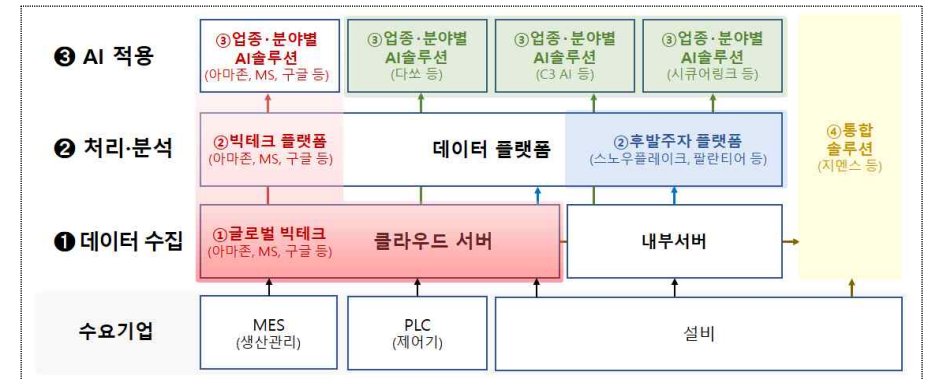 ❸ AI 적용
③업종·분야별
AI솔루션
(아마존, MS, 구글 등)
③업종·분야별
AI솔루션
(다쏘 등)
③업종·분야별
AI솔루션
(C3 AI 등)
③업종·분야별
AI솔루션
(시큐어링크 등)
❷ 처리·분석
②빅테크 플랫폼
(아마존, MS, 구글 등)
데이터 플랫폼
②후발주자 플랫폼
(스노우플레이크, 팔란티어 등)
④통합
솔루션
(지멘스 등)
❶ 데이터 수집
①글로벌 빅테크
(아마존, MS, 구글 등)
클라우드 서버
내부서버
수요기업
MES
(생산관리)
PLC
(제어기)
설비